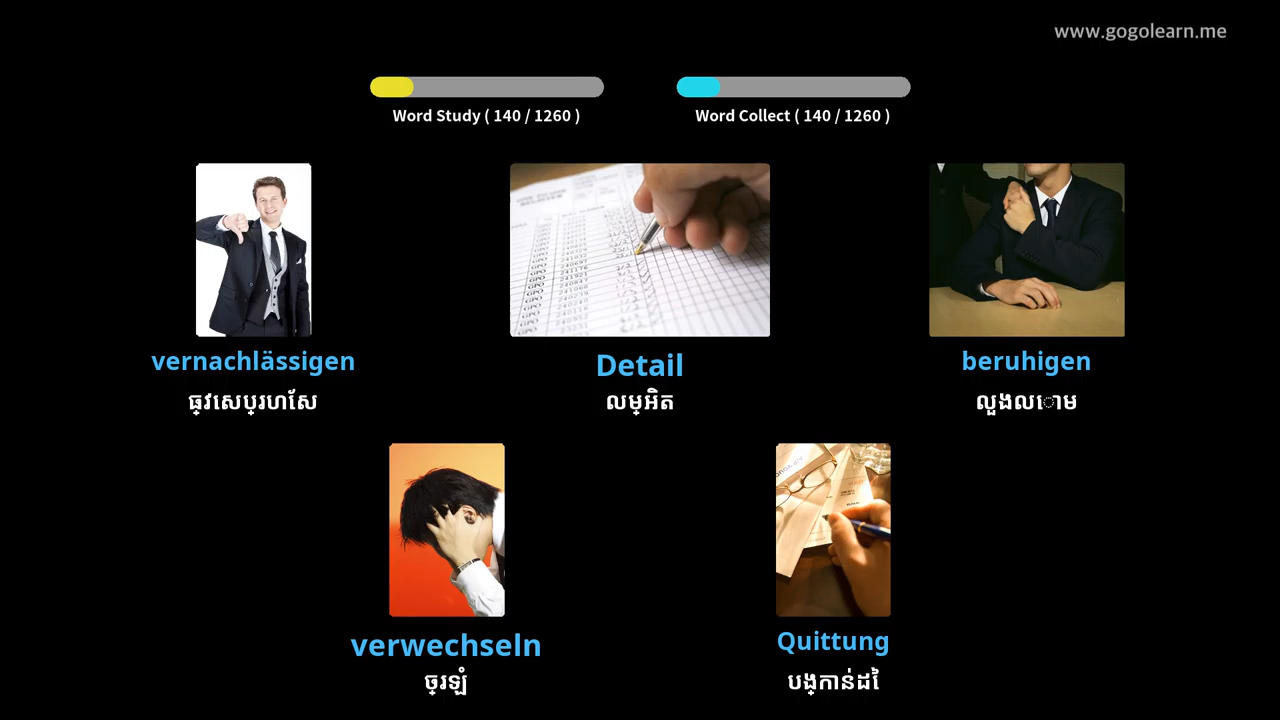 www.gogolearn.me
Word Study ( 140 / 1260 )
Word Collect ( 140 / 1260 )
vernachlässigen
Detail
beruhigen
ធ្វេសប្រហែស
លម្អិត
លួងលោម
verwechseln
Quittung
ច្រឡំ
បង្កាន់ដៃ